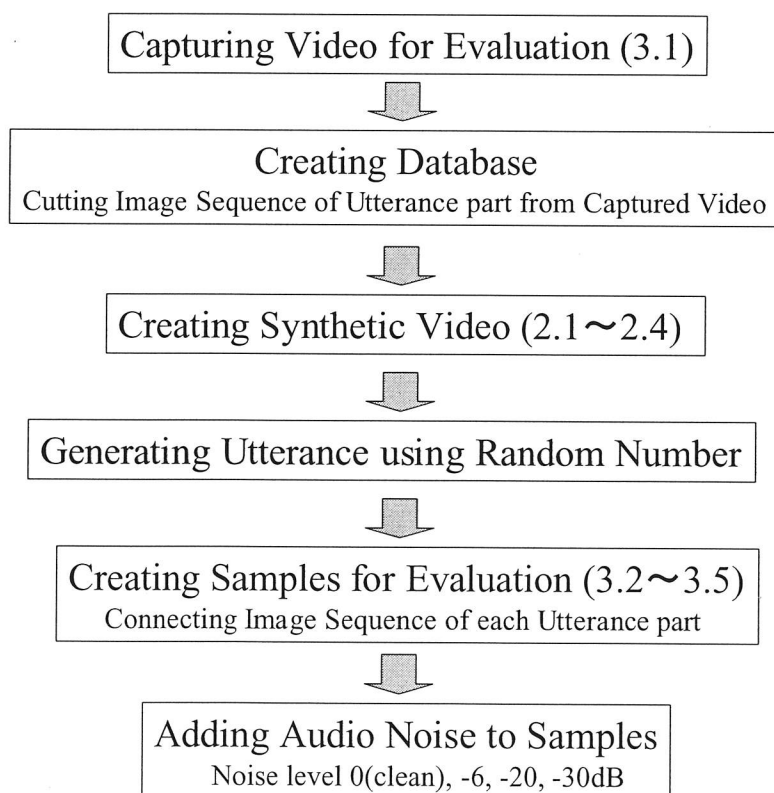 Capturing Video for Evaluation (3.1)
Creating Database
Cutting Image Sequence of Utterance part from Captured Video
Creating Synthetic Video (2.1～2.4)
Generating Utterance using Random Number
Creating Samples for Evaluation (3.2～3.5)
Connecting Image Sequence of each Utterance part
Adding Audio Noise to Samples
Noise level 0(clean), -6, -20, -30dB